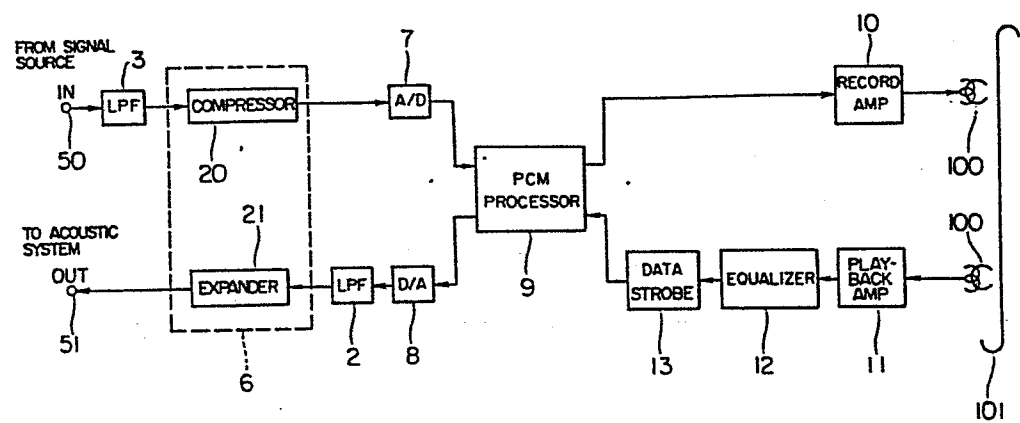 FROM SIGNAL
SOURCE
IN
50
3
LPF
COMPRESSOR
20
7
A/D
PCM
PROCESSOR
9
10
RECORD
AMP
100
TO ACOUSTIC
SYSTEM
OUT
51
21
EXPANDER
6
LPF
2
D/A
8
DATA
STROBE
13
EQUALIZER
12
PLAY-
BACK
AMP
11
100
101